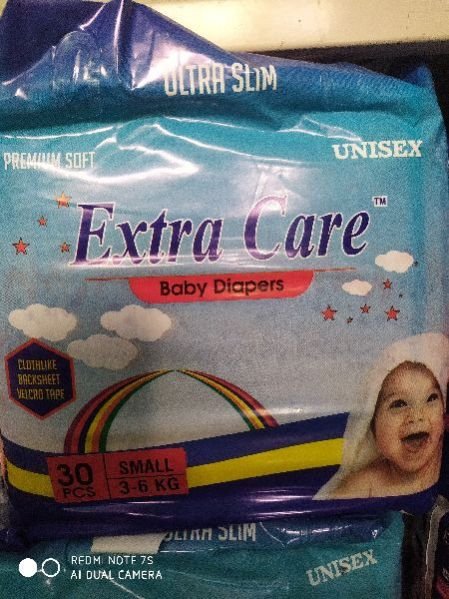 ULTRA SLIM
PREMIUM SOFT
UNISEX
Extra Care™
Baby Diapers
CLOTHLIKE
BACKSHEET
VELCRO TAPE
30
PCS
SMALL
3-6 KG
ULTRA SLIM
REDMI NOTE 7S
AI DUAL CAMERA
UNISEX